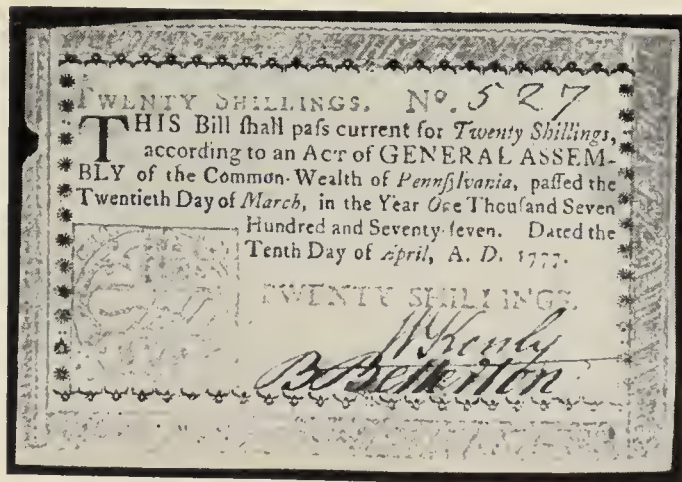 TWENTY SHILLINGS. No. 527
THIS Bill ſhall paſs current for Twenty Shillings,
according to an Act of GENERAL ASSEM-
BLY of the Common-Wealth of Pennſylvania, paſſed the
Twentieth Day of March, in the Year One Thouſand Seven
Hundred and Seventy-ſeven. Dated the
Tenth Day of April, A. D. 1777.
TWENTY SHILLINGS.
W Kenly
B Betterton